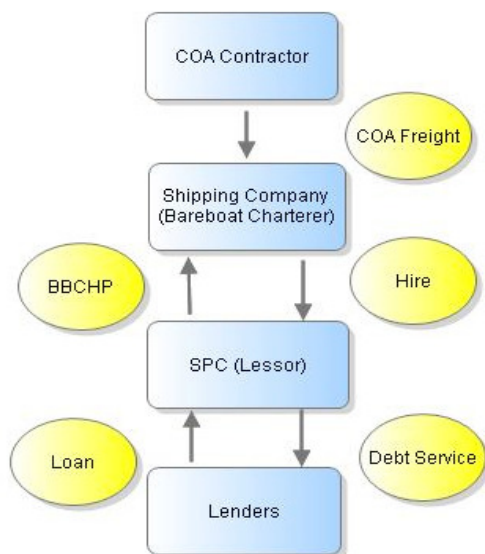 COA Contractor
COA Freight
Shipping Company
(Bareboat Charterer)
BBCHP
Hire
SPC (Lessor)
Loan
Debt Service
Lenders